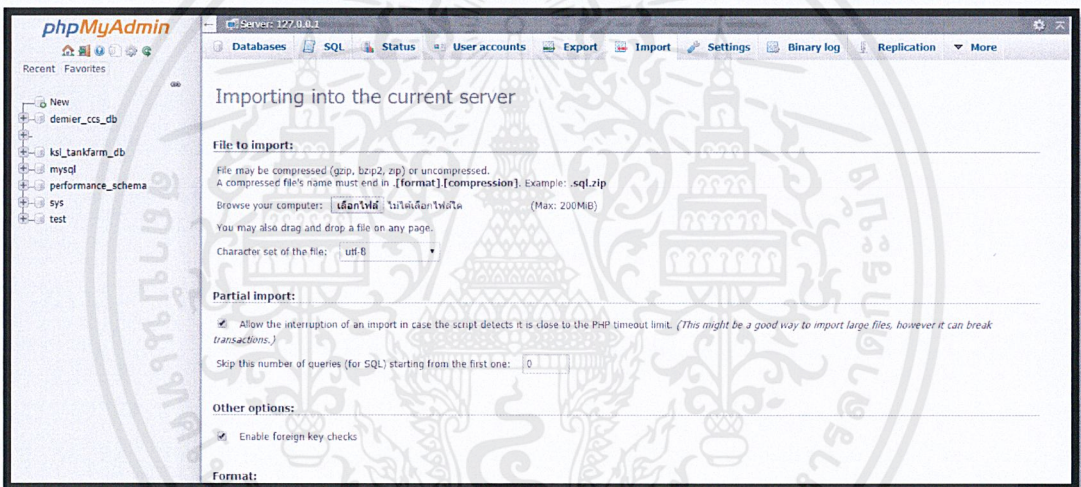 phpMyAdmin
Recent Favorites
New
demier_ccs_db
ksl_tankfarm_db
mysql
performance_schema
sys
test
Server: 127.0.0.1
Databases SQL Status User accounts Export Import Settings Binary log Replication More
Importing into the current server
File to import:
File may be compressed (gzip, bzip2, zip) or uncompressed.
A compressed file's name must end in .[format].[compression]. Example: .sql.zip
Browse your computer: เลือกไฟล์ ไม่ได้เลือกไฟล์ใด (Max: 200MiB)
You may also drag and drop a file on any page.
Character set of the file: utf-8
Partial import:
Allow the interruption of an import in case the script detects it is close to the PHP timeout limit. (This might be a good way to import large files, however it can break
transactions.)
Skip this number of queries (for SQL) starting from the first one: 0
Other options:
Enable foreign key checks
Format: